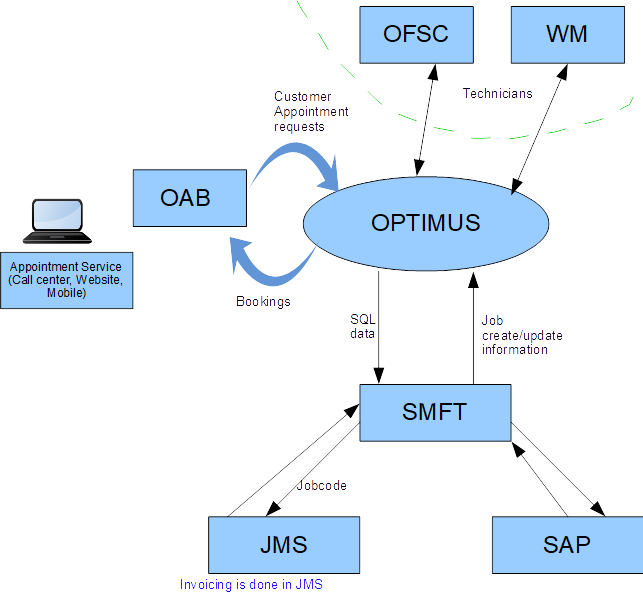 OFSC
WM
Technicians
Customer
Appointment
requests
OAB
OPTIMUS
Appointment Service
(Call center, Website,
Mobile)
Bookings
SQL
data
Job
create/update
information
SMFT
Jobcode
JMS
SAP
Invoicing is done in JMS